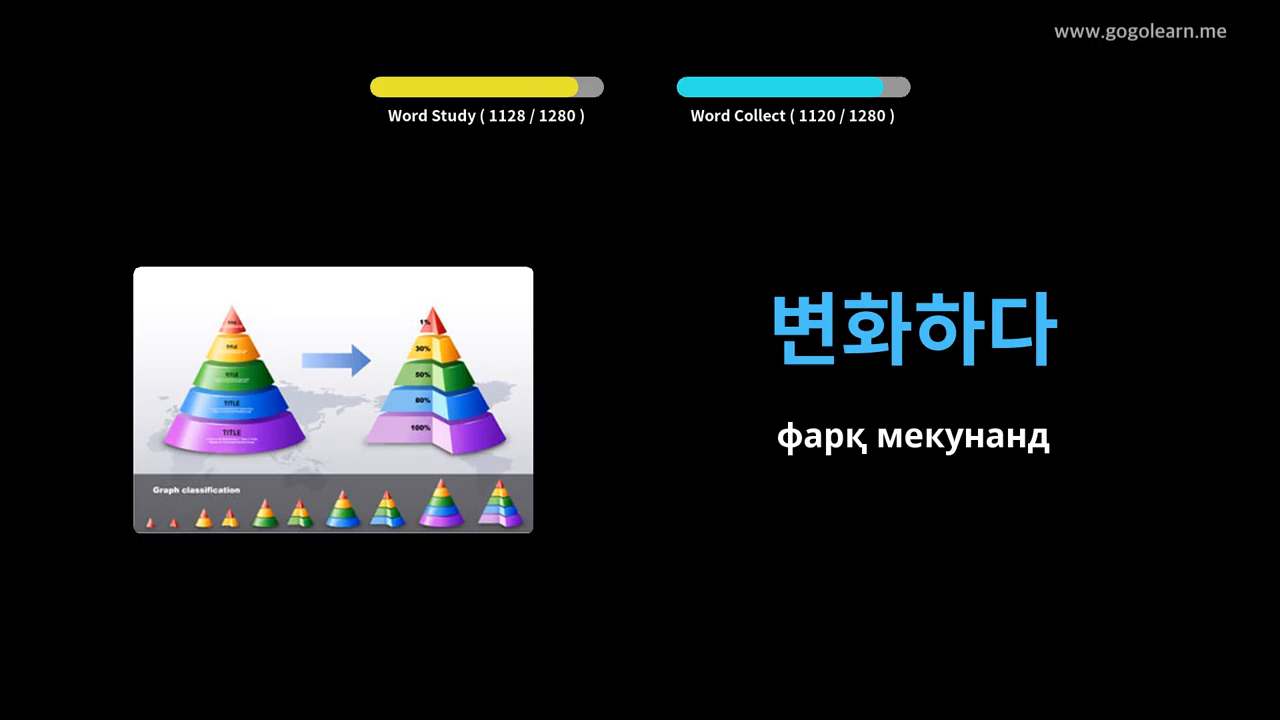 www.gogolearn.me
Word Study ( 1128 / 1280 )
Word Collect ( 1120 / 1280 )
변화하다
фарқ мекунанд
TITLE
TITLE
TITLE
TITLE
1%
30%
50%
80%
100%
Graph classification